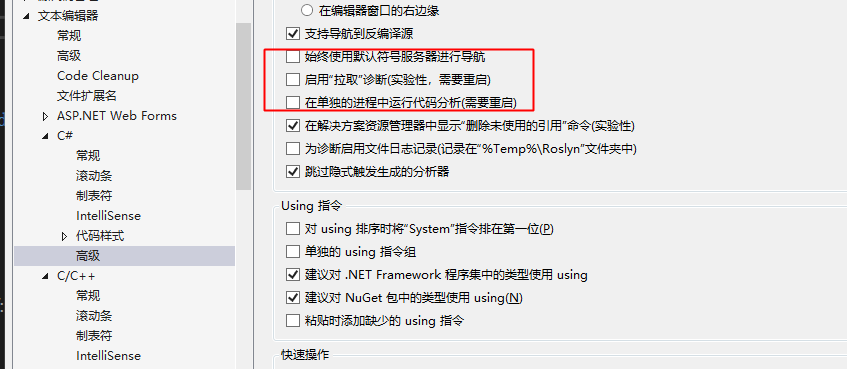 文本编辑器
常规
高级
Code Cleanup
文件扩展名
ASP.NET Web Forms
C#
常规
滚动条
制表符
IntelliSense
代码样式
高级
C/C++
常规
滚动条
制表符
IntelliSense
在编辑器窗口的右边缘
支持导航到反编译源
始终使用默认符号服务器进行导航
启用“拉取”诊断(实验性，需要重启)
在单独的进程中运行代码分析(需要重启)
在解决方案资源管理器中显示“删除未使用的引用”命令(实验性)
为诊断启用文件日志记录(记录在“%Temp%\Roslyn”文件夹中)
跳过隐式触发生成的分析器
Using 指令
对 using 排序时将“System”指令排在第一位(P)
单独的 using 指令组
建议对 .NET Framework 程序集中的类型使用 using
建议对 NuGet 包中的类型使用 using(N)
粘贴时添加缺少的 using 指令
快速操作